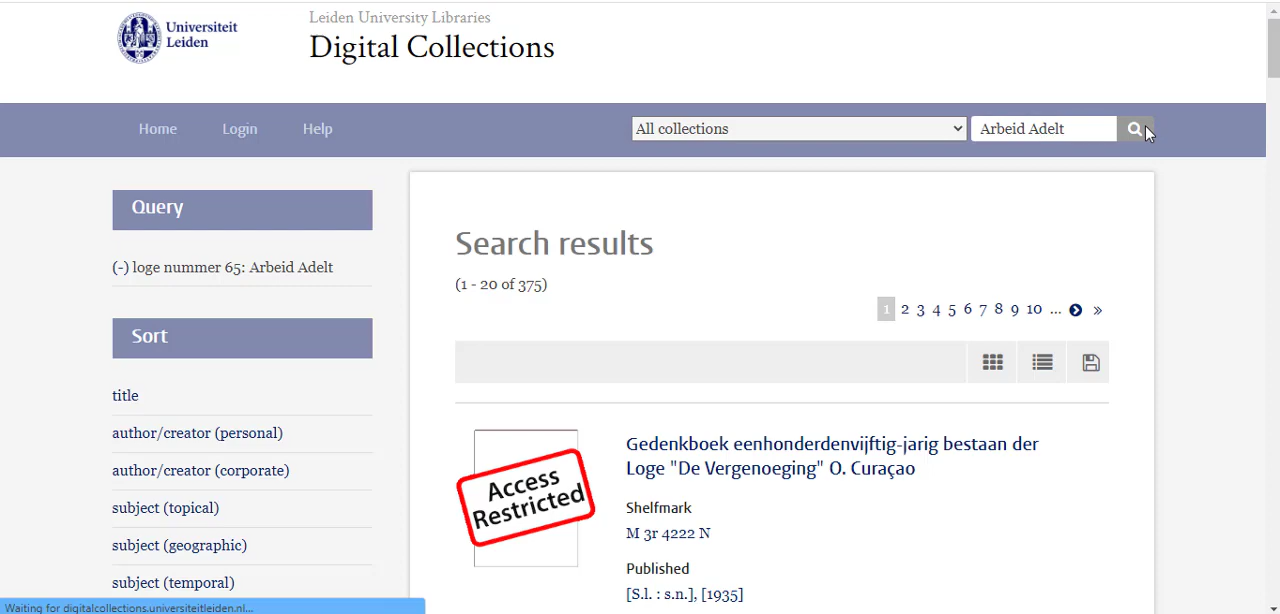 Universiteit
Leiden
Leiden University Libraries
Digital Collections
Home Login Help
All collections
Arbeid Adelt
Query
(-) loge nummer 65: Arbeid Adelt
Sort
title
author/creator (personal)
author/creator (corporate)
subject (topical)
subject (geographic)
subject (temporal)
Search results
(1 - 20 of 375)
1 2 3 4 5 6 7 8 9 10 ... »
Access
Restricted
Gedenkboek eenhonderdenvijftig-jarig bestaan der
Loge "De Vergenoeging" O. Curaçao
Shelfmark
M 3r 4222 N
Published
[S.l. : s.n.], [1935]
Waiting for digitalcollections.universiteitleiden.nl...